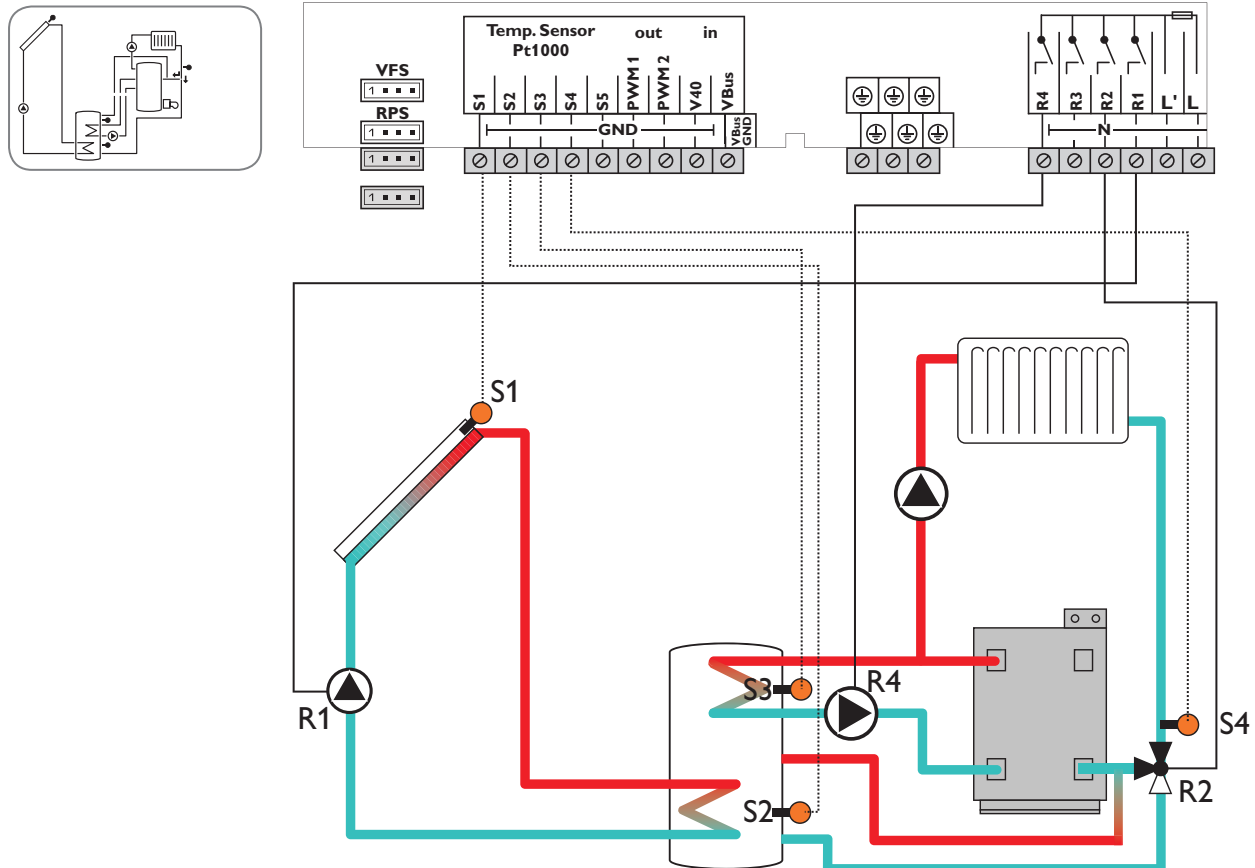 Temp. Sensor out in
Pt1000
VFS
1
RPS
1
1
1
S1 S2 S3 S4 S5 PWM 1 PWM 2 V40 VBus
GND
VBus
GND
R4 R3 R2 R1 L' L
N
S1
S3
R4
R1
S4
S2
R2